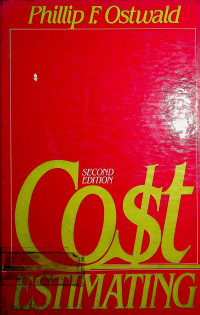 Phillip F. Ostwald
SECOND
EDITION
Co$t
ESTIMATING